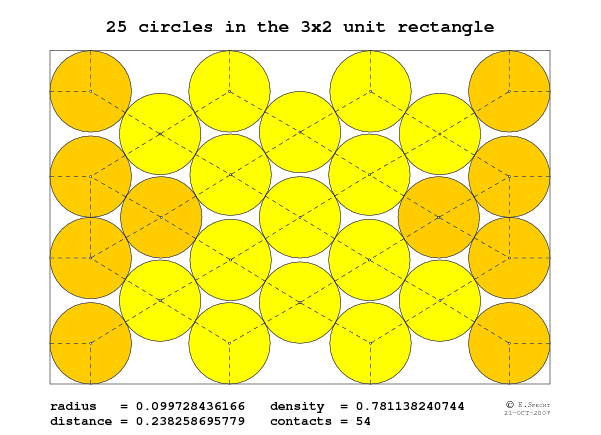 25 circles in the 3x2 unit rectangle
radius = 0.099728436166 density = 0.781138240744
distance = 0.238258695779 contacts = 54
© E.Specht
21-OCT-2007